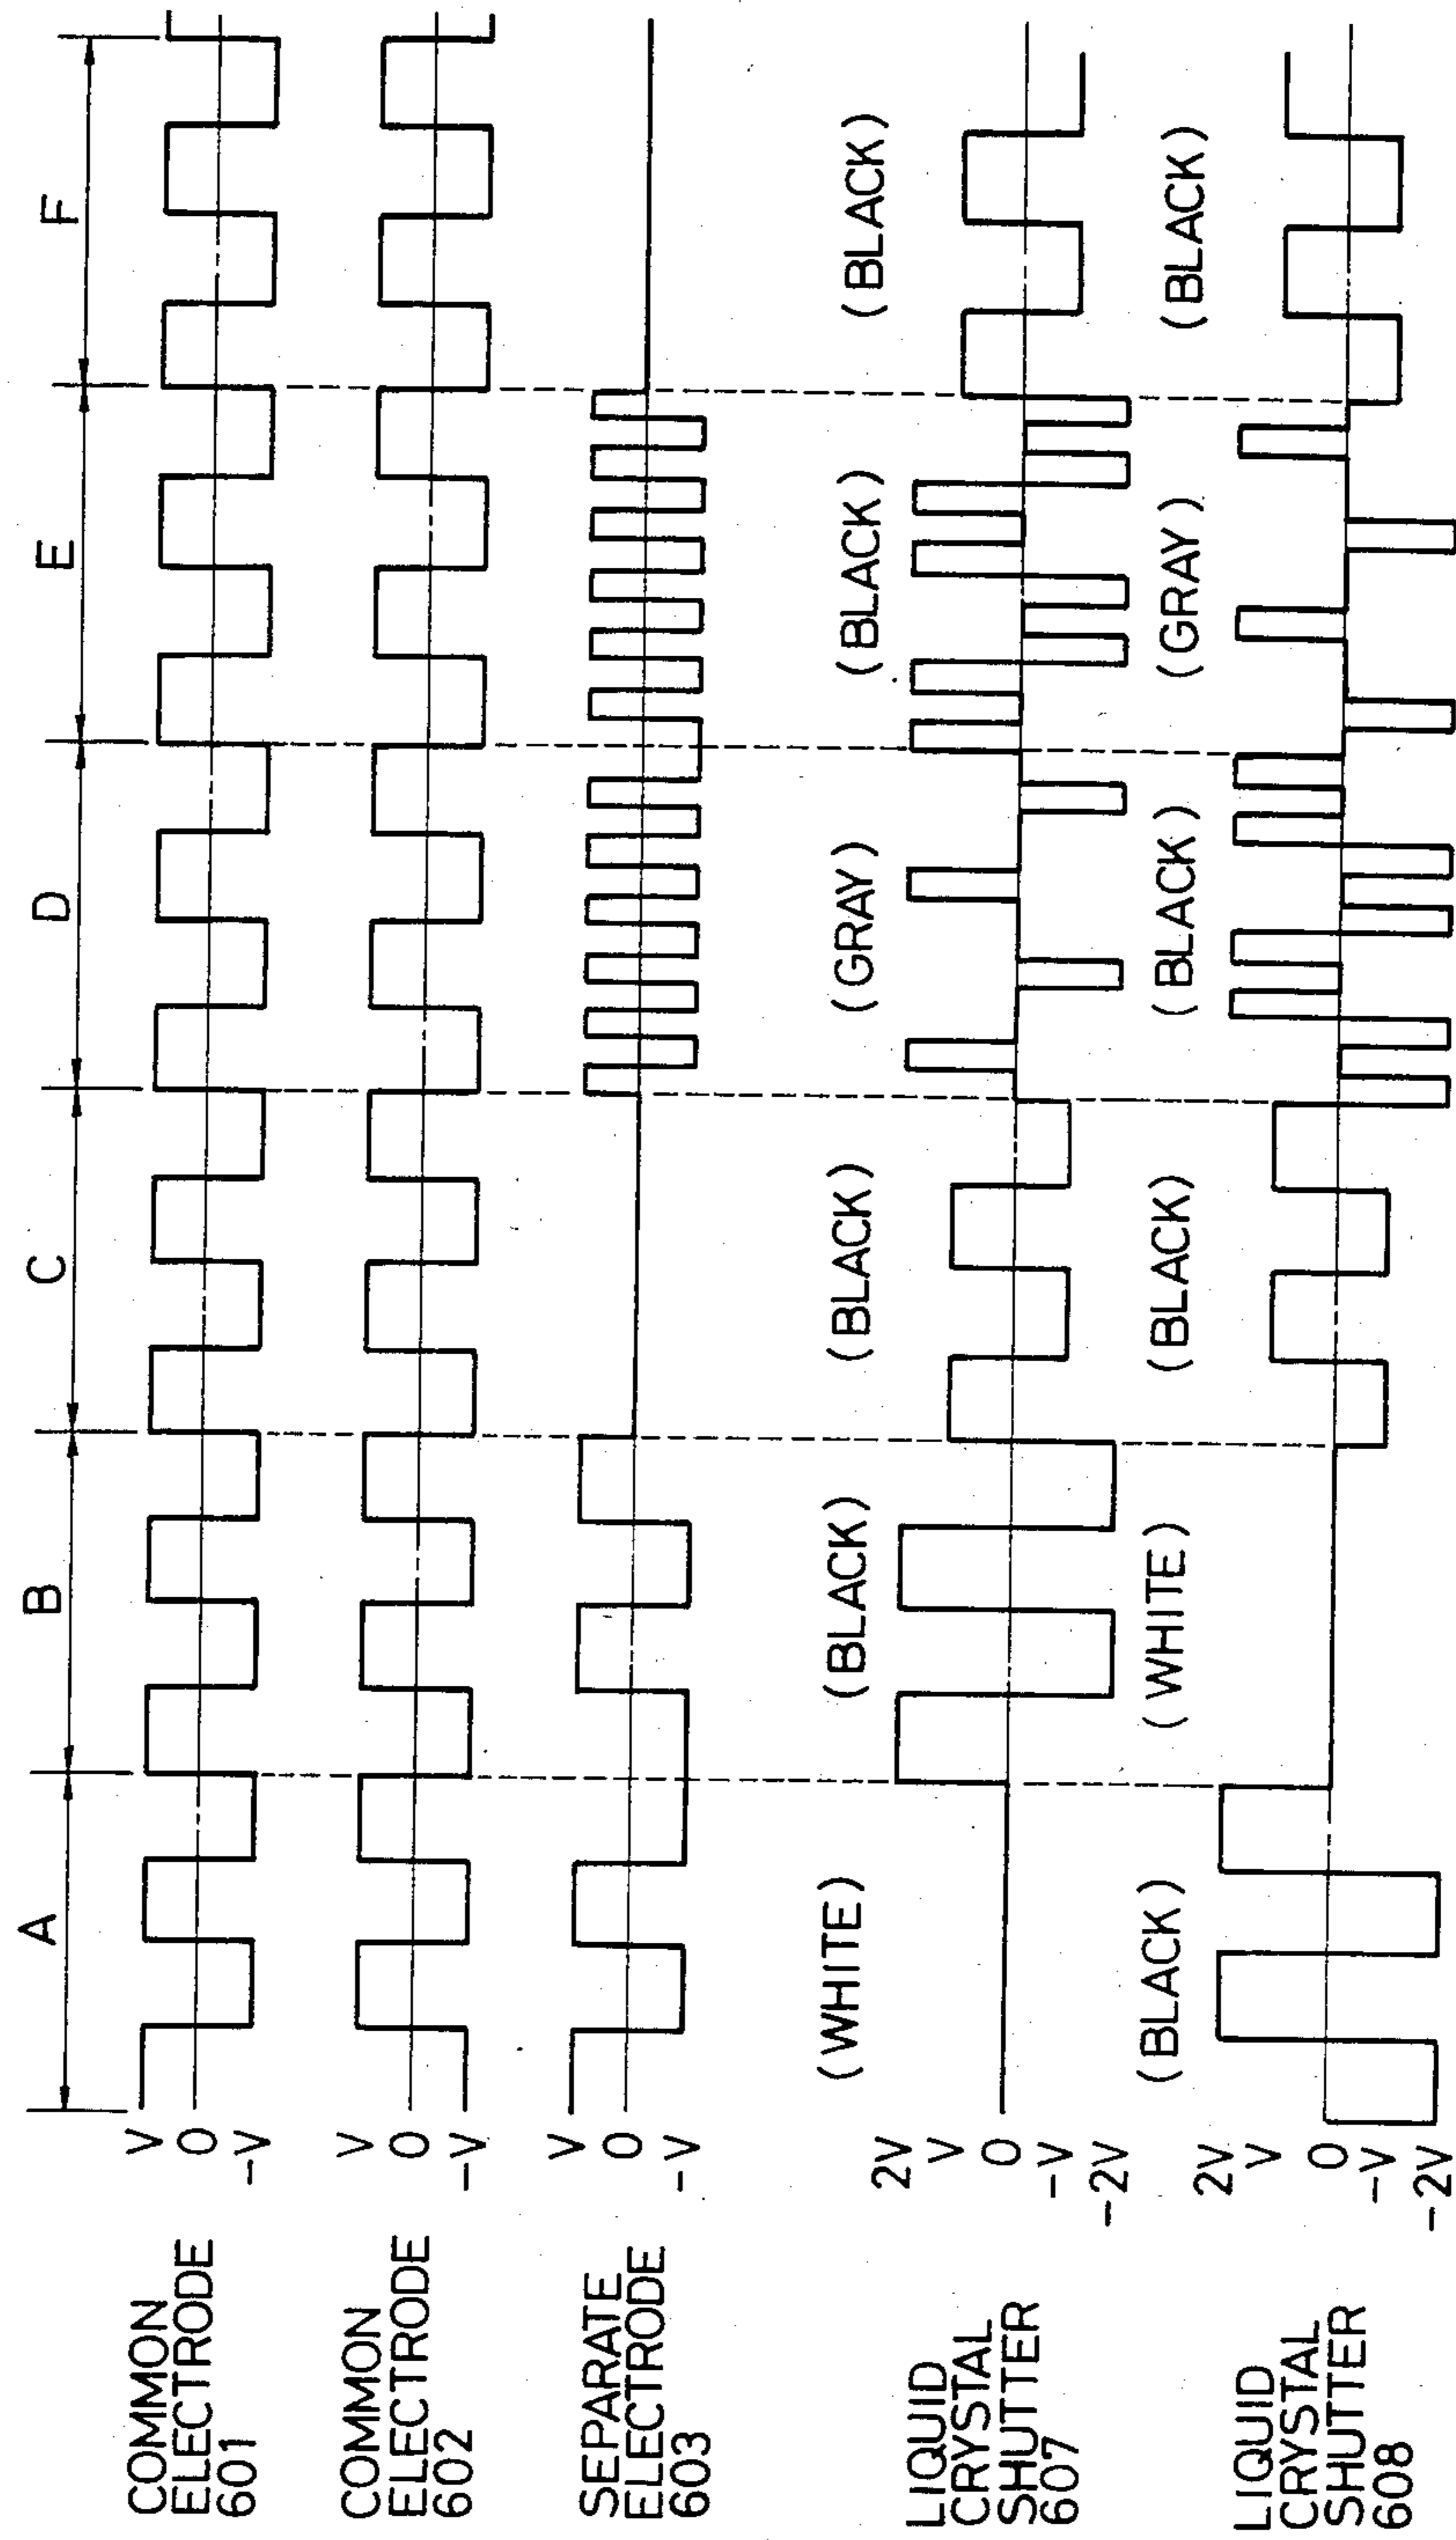 A
B
C
D
E
F
COMMON
ELECTRODE
601
V
0
-V
COMMON
ELECTRODE
602
V
0
-V
SEPARATE
ELECTRODE
603
V
0
-V
LIQUID
CRYSTAL
SHUTTER
607
2V
V
0
-V
-2V
(WHITE)
(BLACK)
(BLACK)
(GRAY)
(BLACK)
(BLACK)
LIQUID
CRYSTAL
SHUTTER
608
2V
V
0
-V
-2V
(BLACK)
(WHITE)
(BLACK)
(BLACK)
(GRAY)
(BLACK)